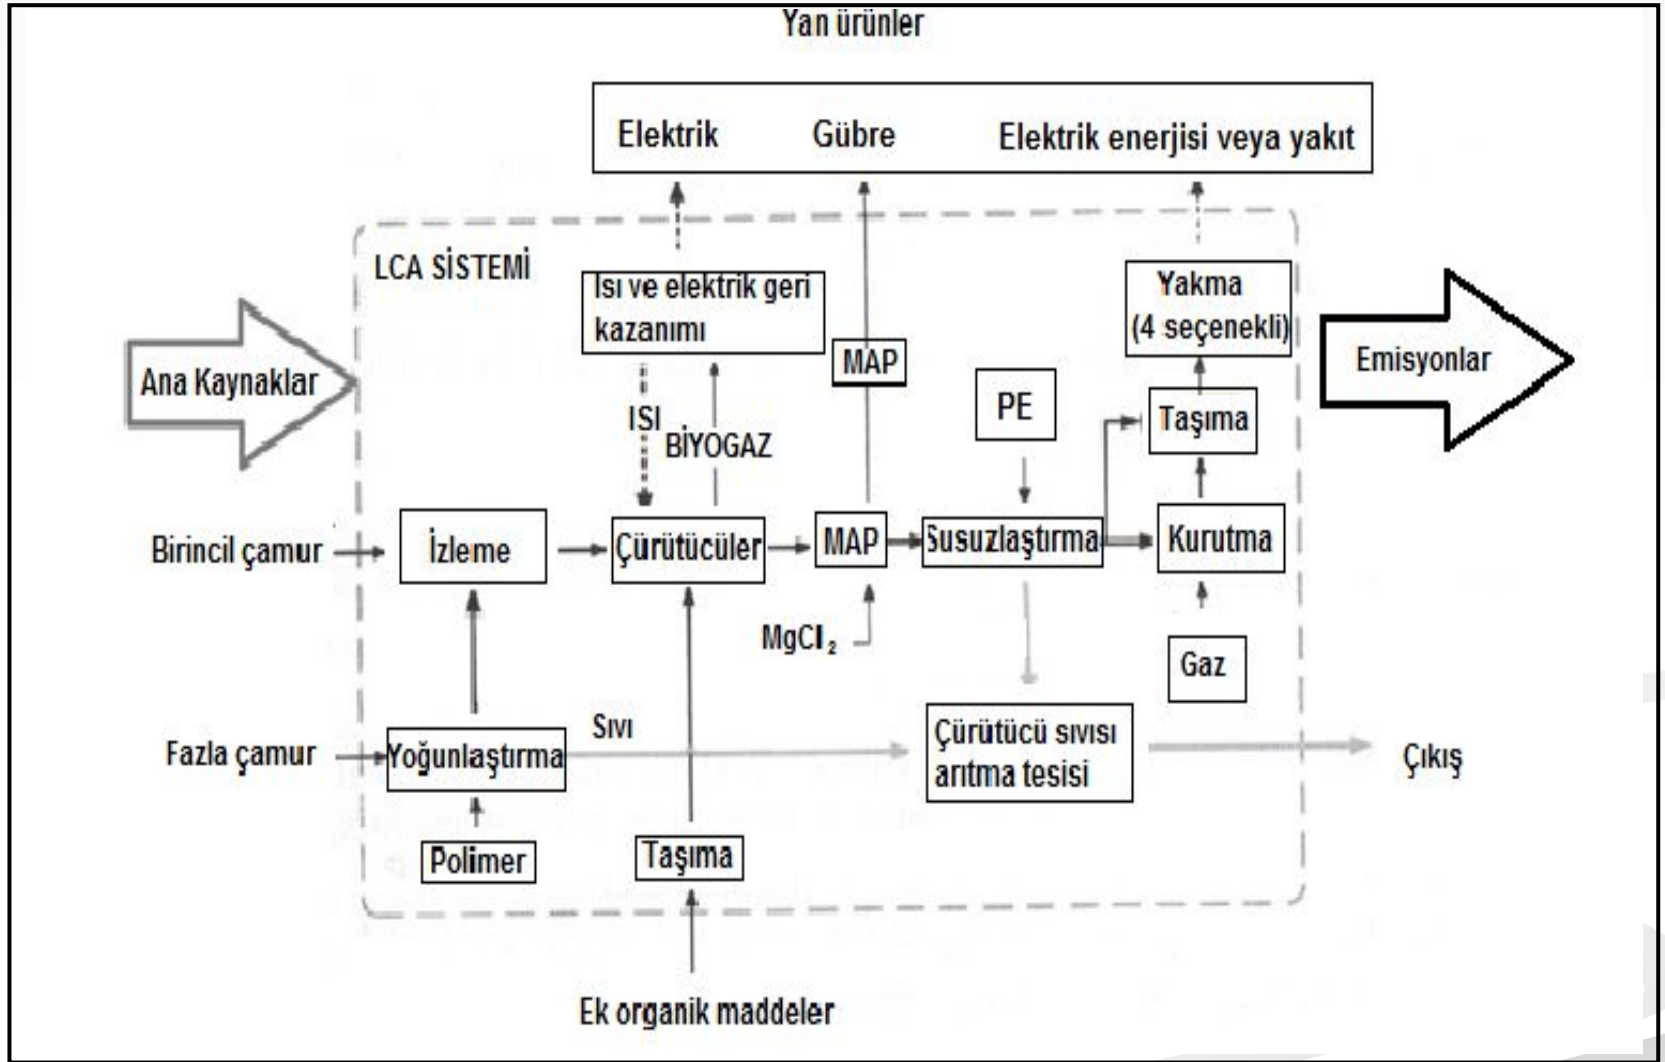 Yan ürünler
Elektrik
Gübre
Elektrik enerjisi veya yakıt
LCA SİSTEMİ
Isı ve elektrik geri
kazanımı
Yakma
(4 seçenekli)
Ana Kaynaklar
Emisyonlar
MAP
PE
Taşıma
ISI
BİYOGAZ
Birincil çamur
İzleme
Çürütücüler
MAP
Susuzlaştırma
Kurutma
MgCl₂
Gaz
Fazla çamur
Yoğunlaştırma
Sıvı
Çürütücü sıvısı
arıtma tesisi
Çıkış
Polimer
Taşıma
Ek organik maddeler